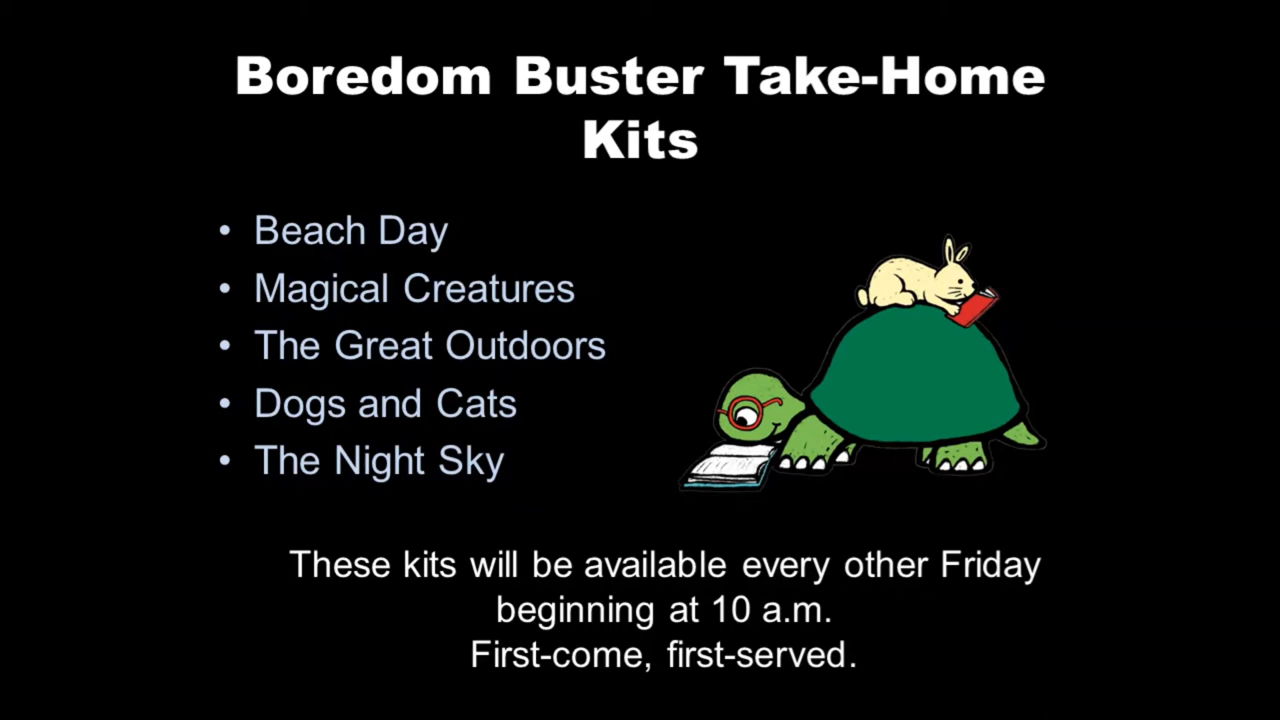 Boredom Buster Take-Home
Kits
• Beach Day
• Magical Creatures
• The Great Outdoors
• Dogs and Cats
• The Night Sky
These kits will be available every other Friday
beginning at 10 a.m.
First-come, first-served.